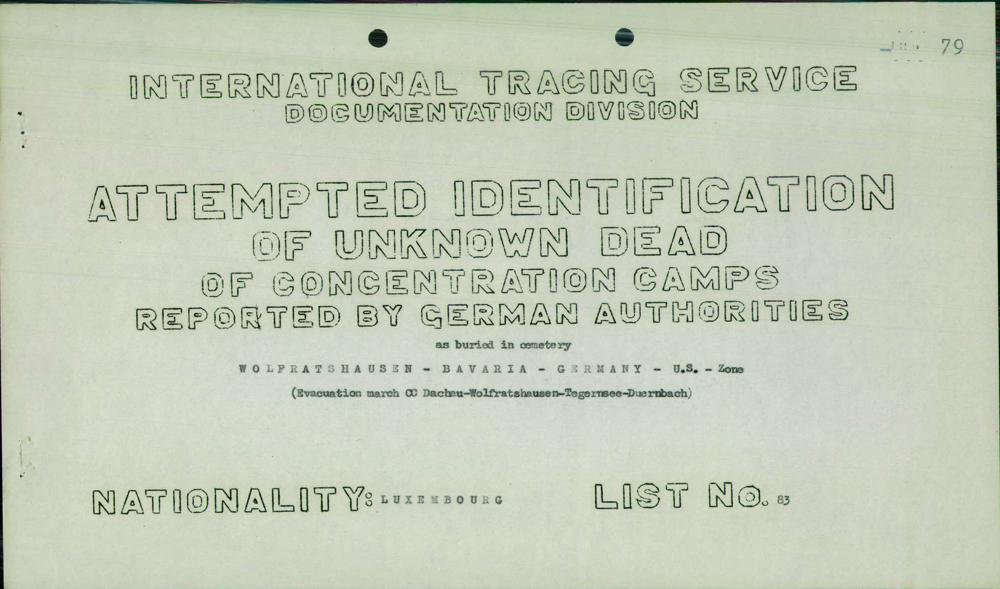 79
INTERNATIONAL TRACING SERVICE
DOCUMENTATION DIVISION
ATTEMPTED IDENTIFICATION
OF UNKNOWN DEAD
OF CONCENTRATION CAMPS
REPORTED BY GERMAN AUTHORITIES
as buried in cemetery
WOLFRATSHAUSEN - BAVARIA - GERMANY - U.S. - Zone
(Evacuation march CC Dachau-Wolfratshausen-Tegernsee-Duernbach)
NATIONALITY: LUXEMBOURG LIST NO. 83